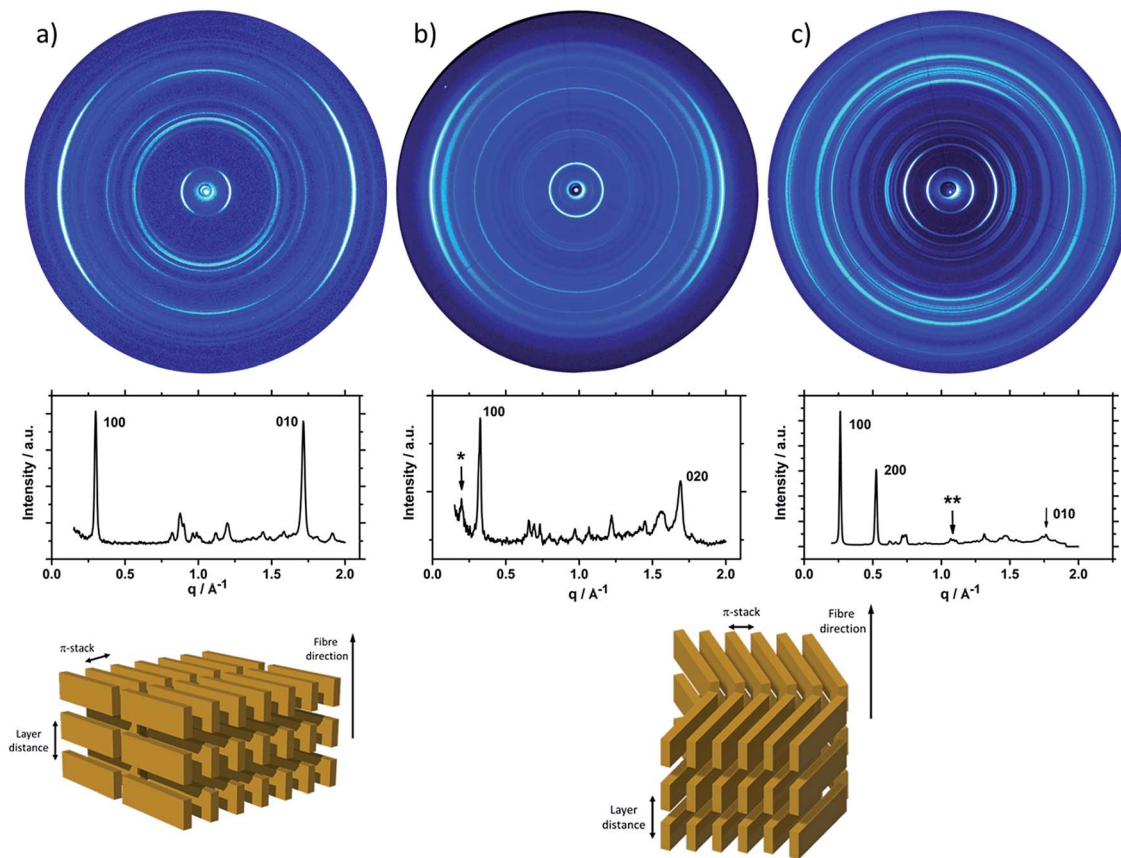 a)
b)
c)
100
010
Intensity / a.u.
0.0 0.5 1.0 1.5 2.0
q / A⁻¹
*
100
020
Intensity / a.u.
0.0 0.5 1.0 1.5 2.0
q / A⁻¹
100
200
**
010
Intensity / a.u.
0.0 0.5 1.0 1.5 2.0
q / A⁻¹
π-stack
Fibre
direction
Layer
distance
π-stack
Fibre
direction
Layer
distance